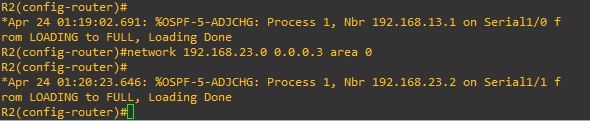 R2(config-router)#
*Apr 24 01:19:02.691: %OSPF-5-ADJCHG: Process 1, Nbr 192.168.13.1 on Serial1/0 f
rom LOADING to FULL, Loading Done
R2(config-router)#network 192.168.23.0 0.0.0.3 area 0
R2(config-router)#
*Apr 24 01:20:23.646: %OSPF-5-ADJCHG: Process 1, Nbr 192.168.23.2 on Serial1/1 f
rom LOADING to FULL, Loading Done
R2(config-router)#